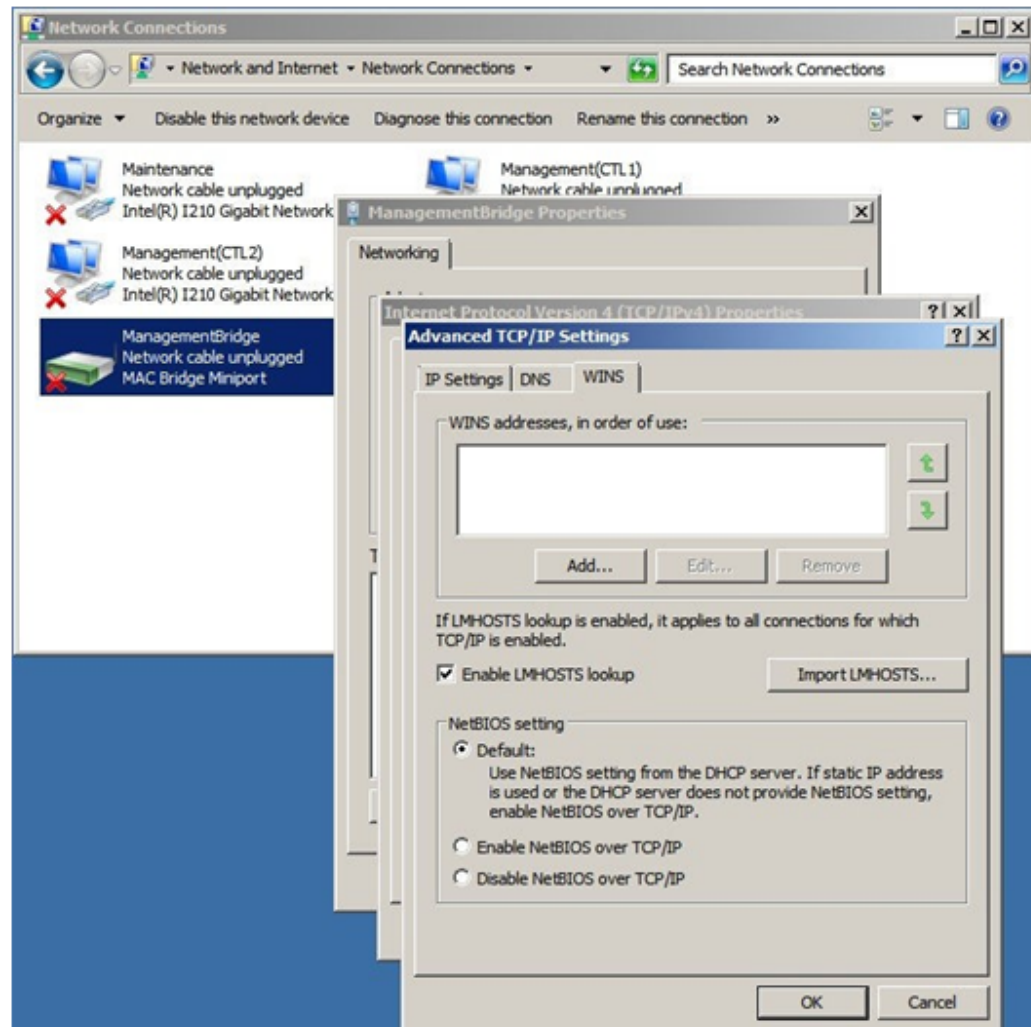 Network Connections
Network and Internet
Network Connections
Search Network Connections
Organize
Disable this network device
Diagnose this connection
Rename this connection
»
Maintenance
Network cable unplugged
Intel(R) I210 Gigabit Network
Management(CTL1)
Network cable unplugged
Management(CTL2)
Network cable unplugged
Intel(R) I210 Gigabit Network
ManagementBridge
Network cable unplugged
MAC Bridge Miniport
ManagementBridge Properties
Networking
Internet Protocol Version 4 (TCP/IPv4) Properties
Advanced TCP/IP Settings
IP Settings
DNS
WINS
WINS addresses, in order of use:
Add...
Edit...
Remove
If LMHOSTS lookup is enabled, it applies to all connections for which
TCP/IP is enabled.
Enable LMHOSTS lookup
Import LMHOSTS...
NetBIOS setting
Default:
Use NetBIOS setting from the DHCP server. If static IP address
is used or the DHCP server does not provide NetBIOS setting,
enable NetBIOS over TCP/IP.
Enable NetBIOS over TCP/IP
Disable NetBIOS over TCP/IP
OK
Cancel